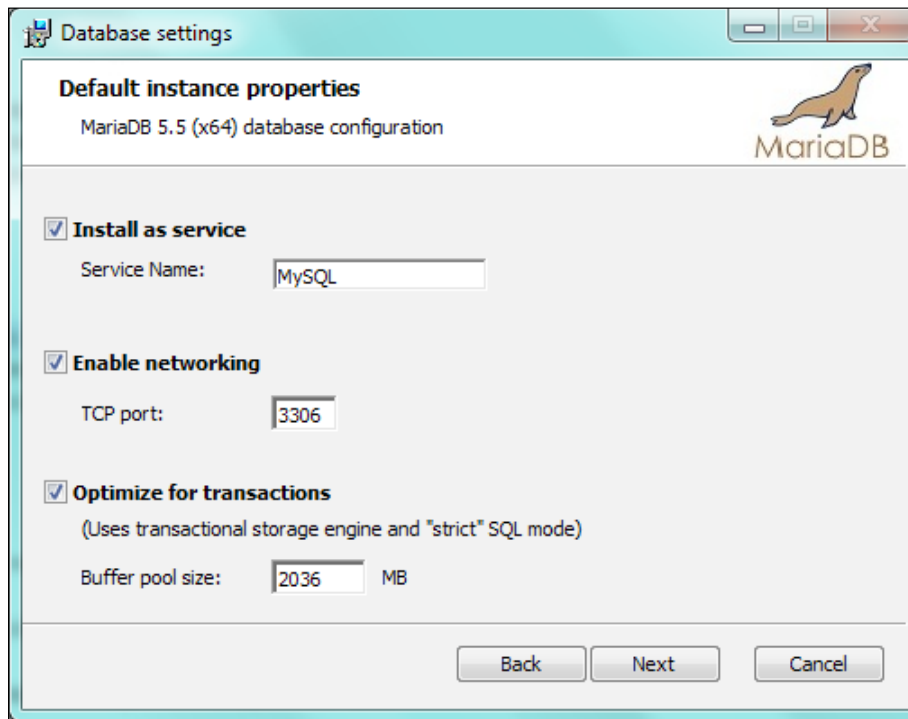 Database settings
Default instance properties
MariaDB 5.5 (x64) database configuration
MariaDB
Install as service
Service Name: MySQL
Enable networking
TCP port: 3306
Optimize for transactions
(Uses transactional storage engine and "strict" SQL mode)
Buffer pool size: 2036 MB
Back Next Cancel